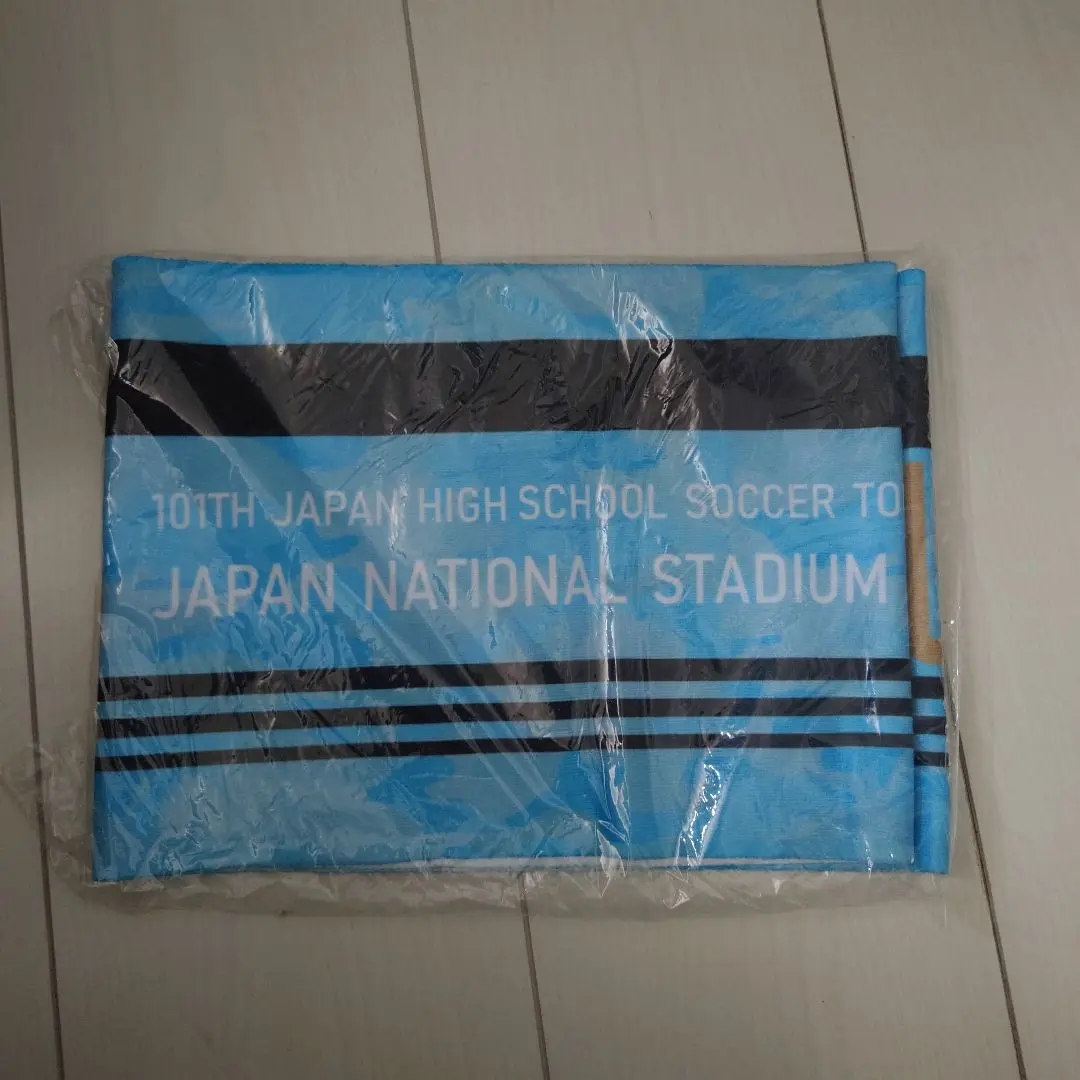 101TH JAPAN HIGH SCHOOL SOCCER TO
JAPAN NATIONAL STADIUM